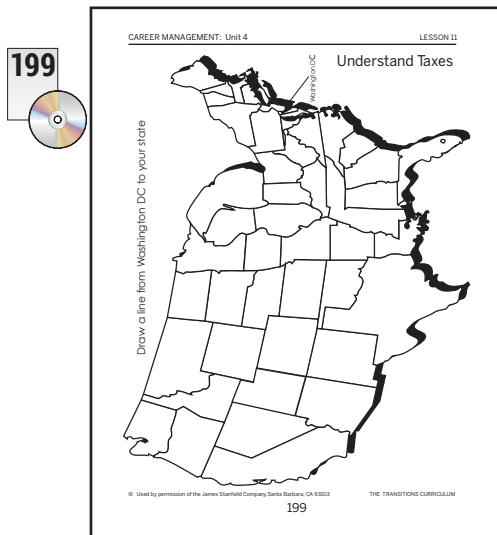 199
CAREER MANAGEMENT: Unit 4
LESSON 11
Understand Taxes
Washington DC
Draw a line from Washington DC to your state
© Used by permission of the James Stanfield Company, Santa Barbara, CA 93103
THE TRANSITIONS CURRICULUM
199